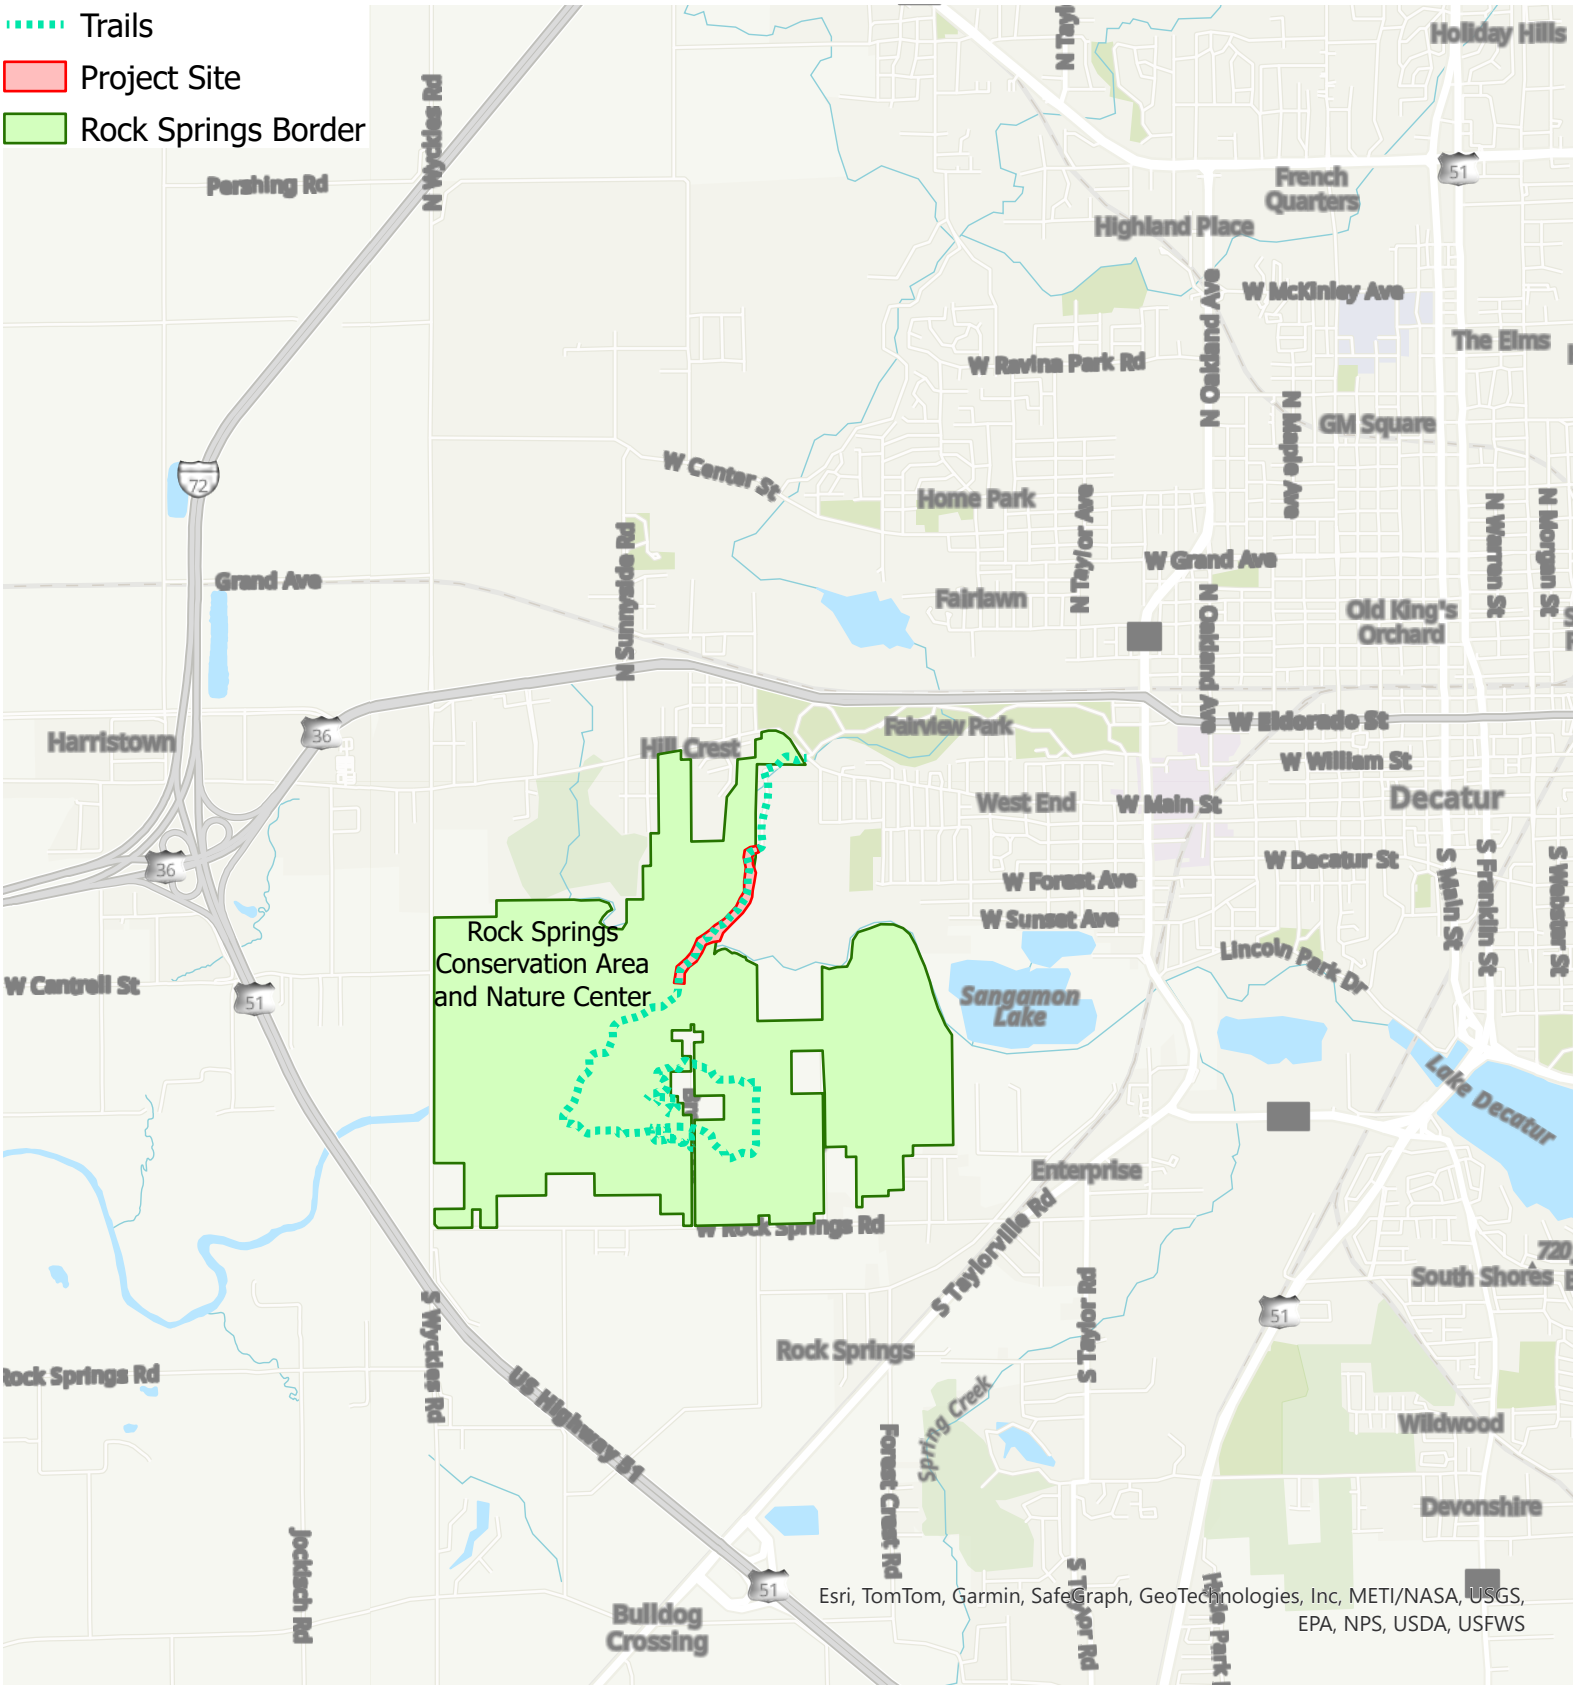 Trails
Project Site
Rock Springs Border
Holiday Hills
N Wyckles Rd
Pershing Rd
51
French
Quarters
Highland Place
W McKinley Ave
N Oakland Ave
The Elms
W Ravina Park Rd
N Maple Ave
GM Square
W Center St
72
Home Park
N Taylor Ave
N Warren St
N Morgan St
N Sunnyside Rd
W Grand Ave
Grand Ave
Fairlawn
N Oakland Ave
Old King's
Orchard
Harristown
36
Hill Crest
Fairview Park
W Eldorado St
W William St
West End
W Main St
Decatur
36
W Decatur St
S Main St
S Franklin St
S Webster St
W Forest Ave
W Sunset Ave
Rock Springs
Conservation Area
and Nature Center
Lincoln Park Dr
W Cantrell St
51
Sangamon
Lake
Lake Decatur
Enterprise
S Taylorville Rd
W Rock Springs Rd
720
South Shores
S Wyckles Rd
S Taylor Rd
51
Rock Springs
Rock Springs Rd
US Highway 51
Spring Creek
Wildwood
Forest Crest Rd
Devonshire
Jockisch Rd
51
S Taylor Rd
Bulldog
Crossing
Esri, TomTom, Garmin, SafeGraph, GeoTechnologies, Inc, METI/NASA, USGS,
EPA, NPS, USDA, USFWS